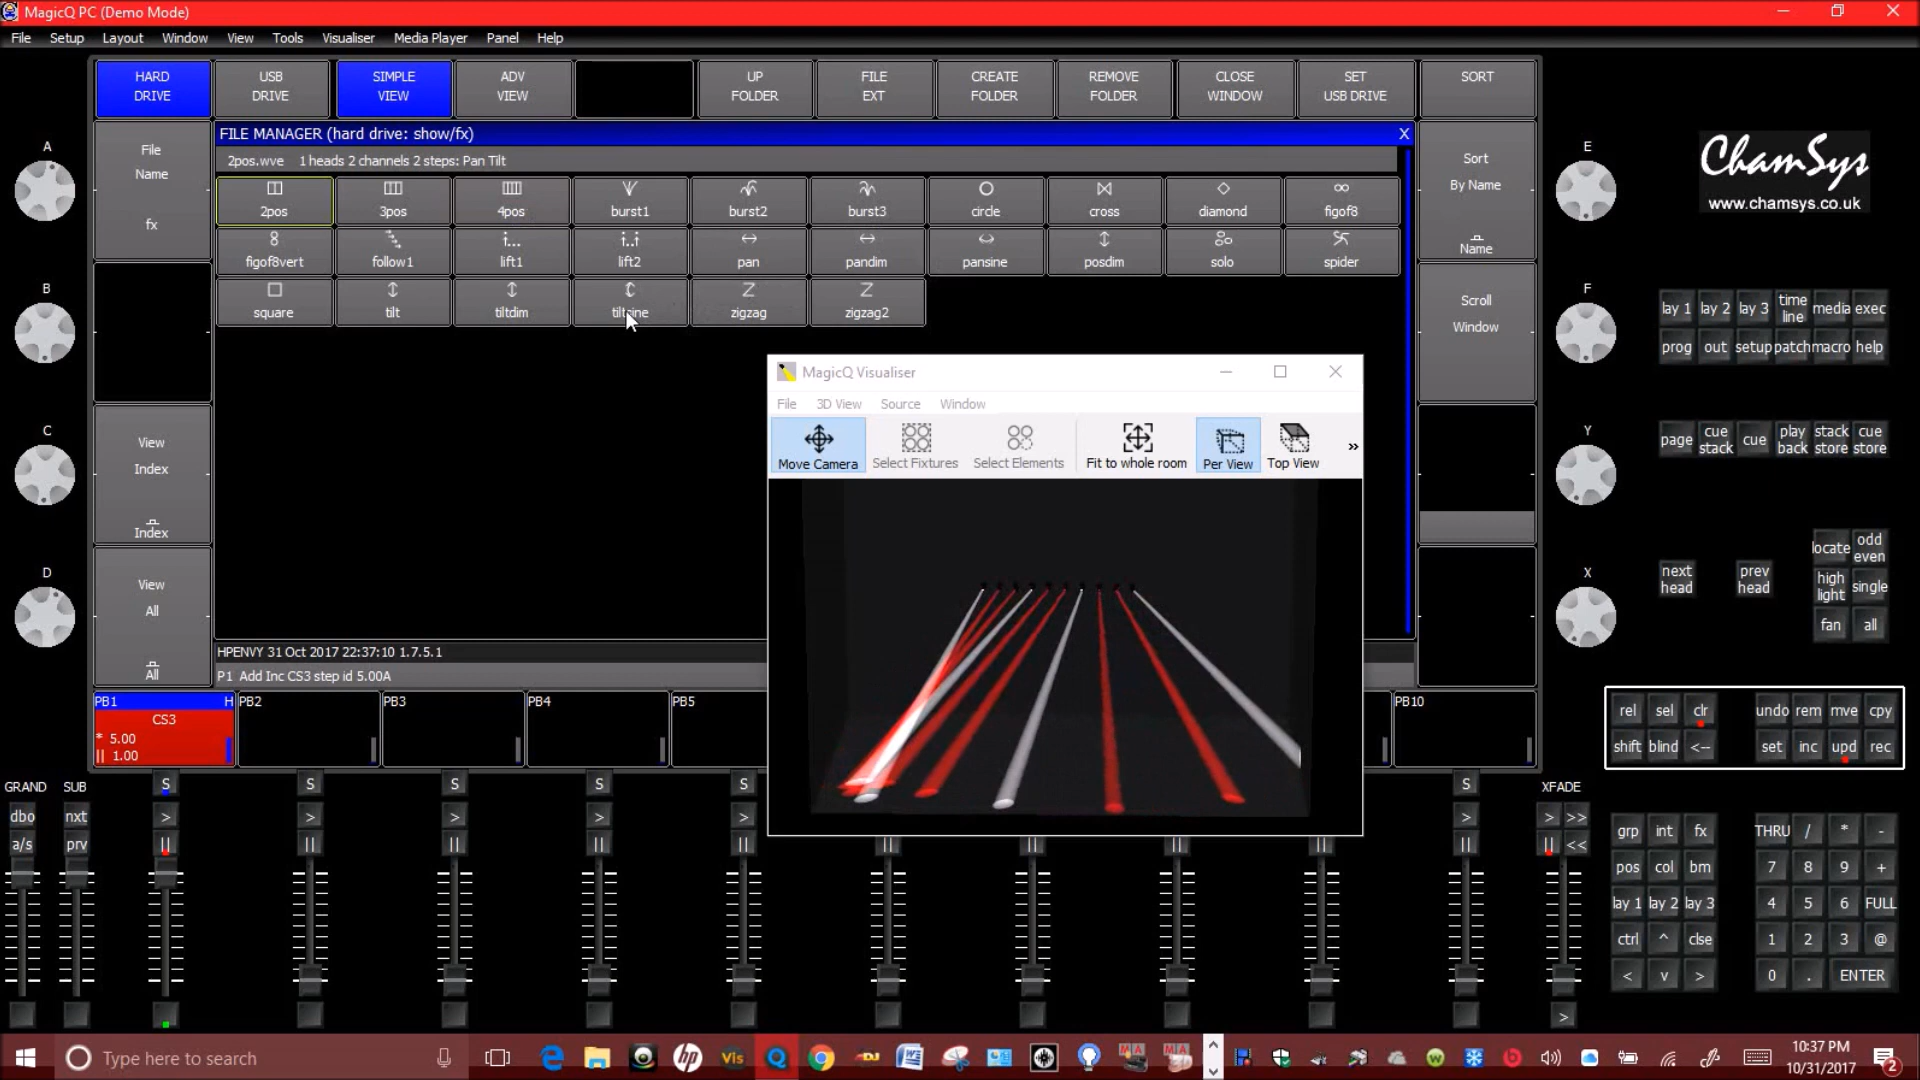 MagicQ PC (Demo Mode)
File Setup Layout Window View Tools Visualiser Media Player Panel Help
HARD DRIVE
USB DRIVE
SIMPLE VIEW
ADV VIEW
UP FOLDER
FILE EXT
CREATE FOLDER
REMOVE FOLDER
CLOSE WINDOW
SET USB DRIVE
SORT
FILE MANAGER (hard drive: show/fx) X
2pos.wve 1 heads 2 channels 2 steps: Pan Tilt
2pos 3pos 4pos burst1 burst2 burst3 circle cross diamond figof8
figof8vert follow1 lift1 lift2 pan pandim pansine posdim solo spider
square tilt tiltdim tiltsine zigzag zigzag2
A
File
Name
fx
B
C
View
Index
Index
D
View
All
All
E
Sort
By Name
Name
F
Scroll
Window
Y
X
ChamSys
www.chamsys.co.uk
MagicQ Visualiser
File 3D View Source Window
Move Camera Select Fixtures Select Elements Fit to whole room Per View Top View »
HPENVY 31 Oct 2017 22:37:10 1.7.5.1
P1 Add Inc CS3 step id 5.00A
PB1 H PB2 PB3 PB4 PB5 PB10
CS3
* 5.00
|| 1.00
lay 1 lay 2 lay 3 time line media exec
prog out setup patch macro help
page cue stack cue play back stack store cue store
next head prev head locate odd even
high light single
fan all
rel sel clr undo rem mve cpy
shift blind <-- set inc upd rec
GRAND SUB S S S S S S XFADE
dbo nxt > > > > > > > >>
a/s prv || || || || || || || || || || || <<
grp int fx THRU / * -
pos col bm 7 8 9 +
lay 1 lay 2 lay 3 4 5 6 FULL
ctrl ^ clse 1 2 3 @
< v > 0 . ENTER
>
Type here to search
Vis
10:37 PM
10/31/2017
2